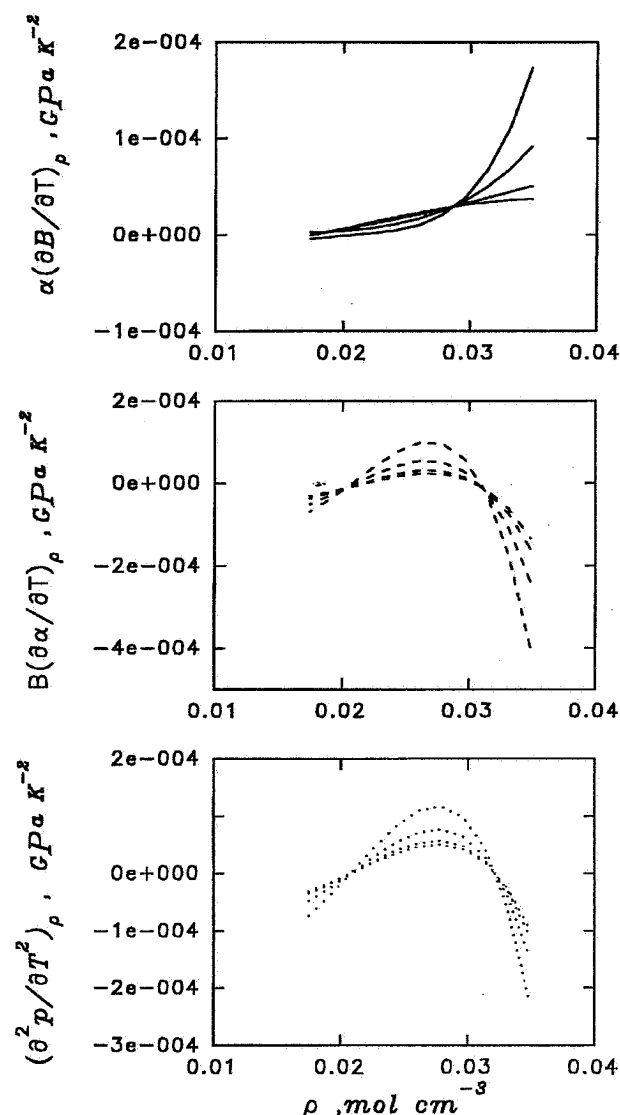 2e-004
1e-004
0e+000
-1e-004
α(∂B/∂T)ρ , GPa K⁻²
0.01 0.02 0.03 0.04
2e-004
0e+000
-2e-004
-4e-004
B(∂α/∂T)ρ , GPa K⁻²
0.01 0.02 0.03 0.04
2e-004
0e+000
-1e-004
-2e-004
-3e-004
(∂²p/∂T²)ρ , GPa K⁻²
0.01 0.02 0.03 0.04
ρ ,mol cm⁻³